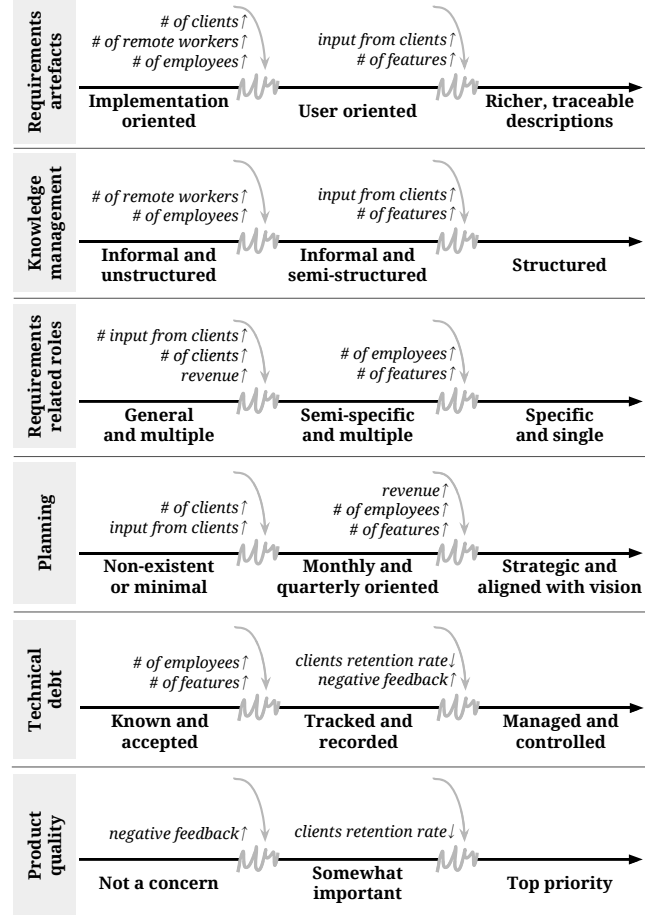 Requirements
artefacts
# of clients↑
# of remote workers↑
# of employees↑
input from clients↑
# of features↑
Implementation
oriented
User oriented
Richer, traceable
descriptions
Knowledge
management
# of remote workers↑
# of employees↑
input from clients↑
# of features↑
Informal and
unstructured
Informal and
semi-structured
Structured
Requirements
related roles
# input from clients↑
# of clients↑
revenue↑
# of employees↑
# of features↑
General
and multiple
Semi-specific
and multiple
Specific
and single
Planning
# of clients↑
input from clients↑
revenue↑
# of employees↑
# of features↑
Non-existent
or minimal
Monthly and
quarterly oriented
Strategic and
aligned with vision
Technical
debt
# of employees↑
# of features↑
clients retention rate↓
negative feedback↑
Known and
accepted
Tracked and
recorded
Managed and
controlled
Product
quality
negative feedback↑
clients retention rate↓
Not a concern
Somewhat
important
Top priority